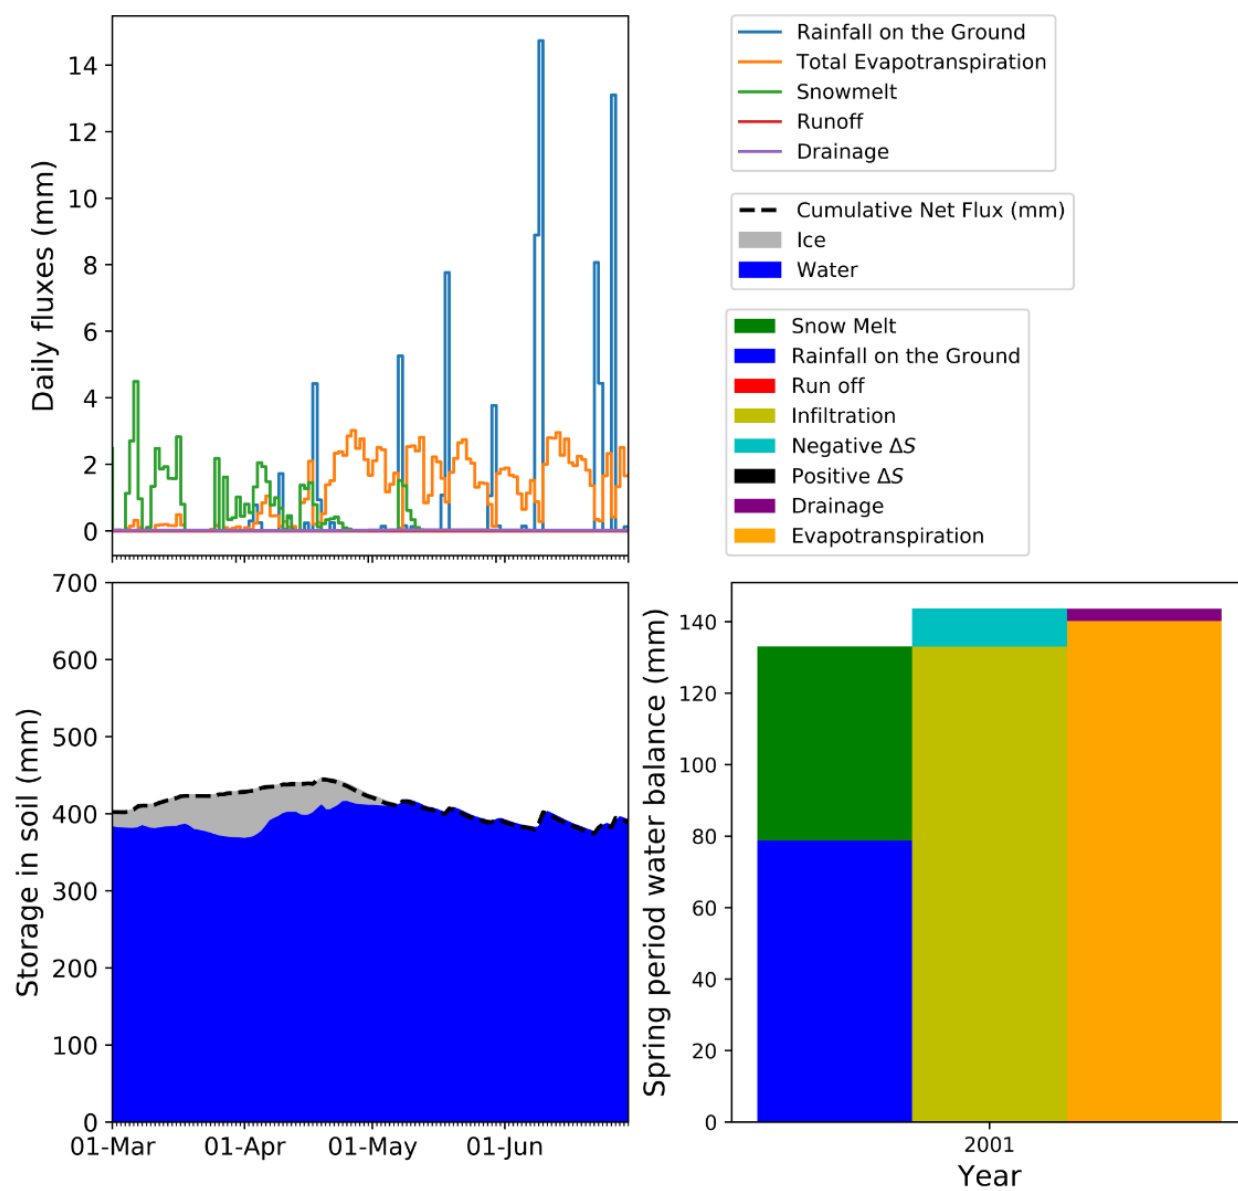 Daily fluxes (mm)
14
12
10
8
6
4
2
0
Rainfall on the Ground
Total Evapotranspiration
Snowmelt
Runoff
Drainage
Cumulative Net Flux (mm)
Ice
Water
Snow Melt
Rainfall on the Ground
Run off
Infiltration
Negative ΔS
Positive ΔS
Drainage
Evapotranspiration
Storage in soil (mm)
700
600
500
400
300
200
100
0
01-Mar
01-Apr
01-May
01-Jun
Spring period water balance (mm)
140
120
100
80
60
40
20
0
2001
Year